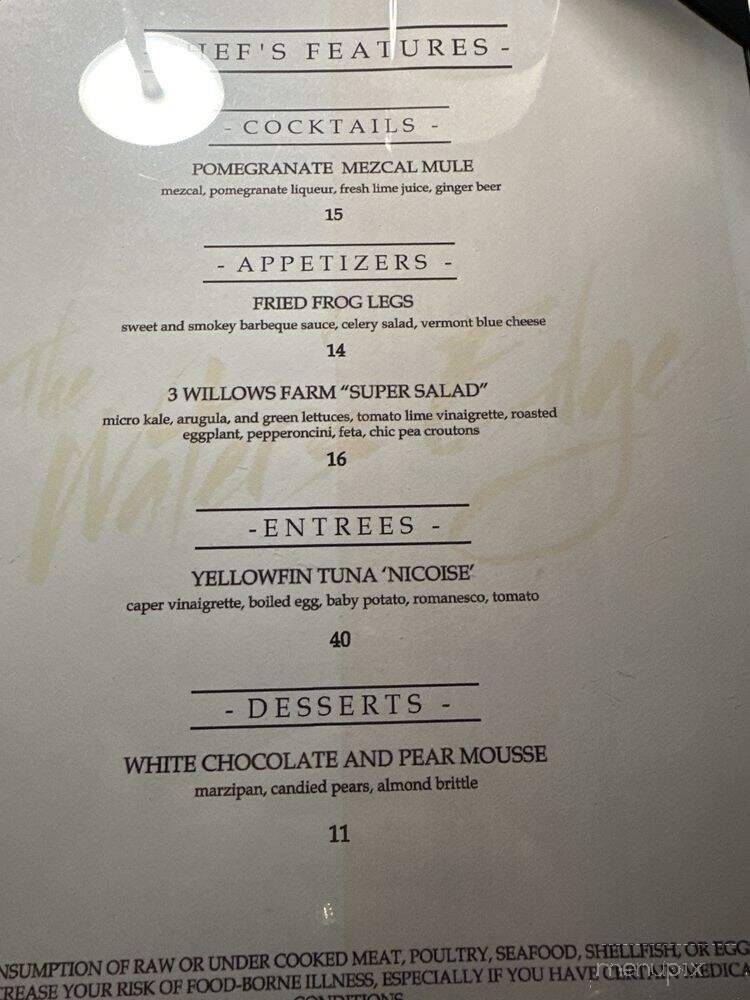 HEF'S FEATURES -
- COCKTAILS -
POMEGRANATE MEZCAL MULE
mezcal, pomegranate liqueur, fresh lime juice, ginger beer
15
- APPETIZERS -
FRIED FROG LEGS
sweet and smokey barbeque sauce, celery salad, vermont blue cheese
14
3 WILLOWS FARM “SUPER SALAD”
micro kale, arugula, and green lettuces, tomato lime vinaigrette, roasted
eggplant, pepperoncini, feta, chic pea croutons
16
-ENTREES -
YELLOWFIN TUNA ‘NICOISE’
caper vinaigrette, boiled egg, baby potato, romanesco, tomato
40
- DESSERTS -
WHITE CHOCOLATE AND PEAR MOUSSE
marzipan, candied pears, almond brittle
11
The
Water's Edge
NSUMPTION OF RAW OR UNDER COOKED MEAT, POULTRY, SEAFOOD, SHELLFISH, OR EGG
REASE YOUR RISK OF FOOD-BORNE ILLNESS, ESPECIALLY IF YOU HAVE CERTAIN MEDICA
CONDITIONS
menupix